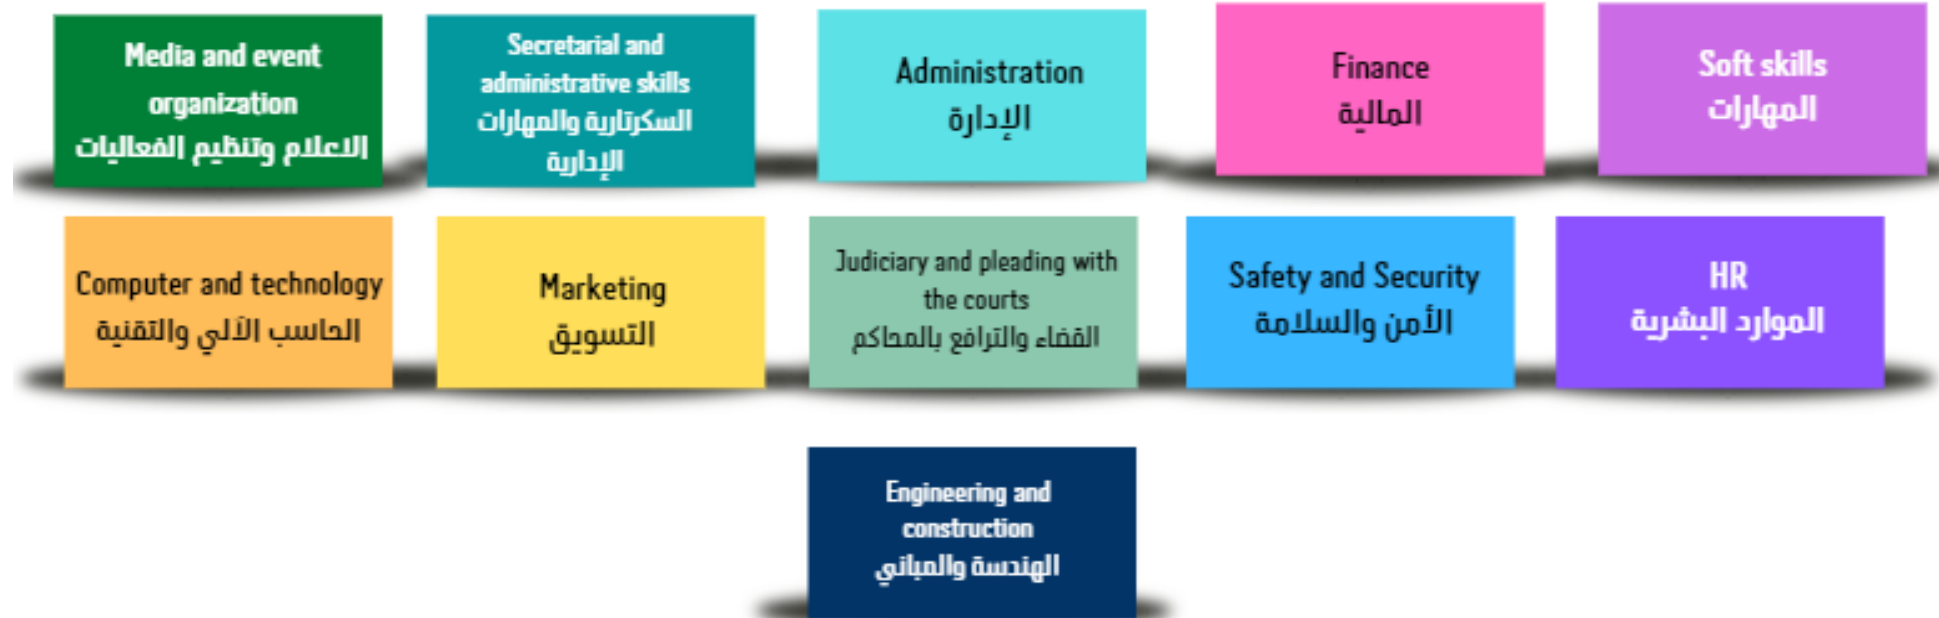 Media and event
organization
الاعلام وتنظيم الفعاليات
Secretarial and
administrative skills
السكرتارية والمهارات
الإدارية
Administration
الإدارة
Finance
المالية
Soft skills
المهارات
Computer and technology
الحاسب الآلي والتقنية
Marketing
التسويق
Judiciary and pleading with
the courts
القضاء والترافع بالمحاكم
Safety and Security
الأمن والسلامة
HR
الموارد البشرية
Engineering and
construction
الهندسة والمباني